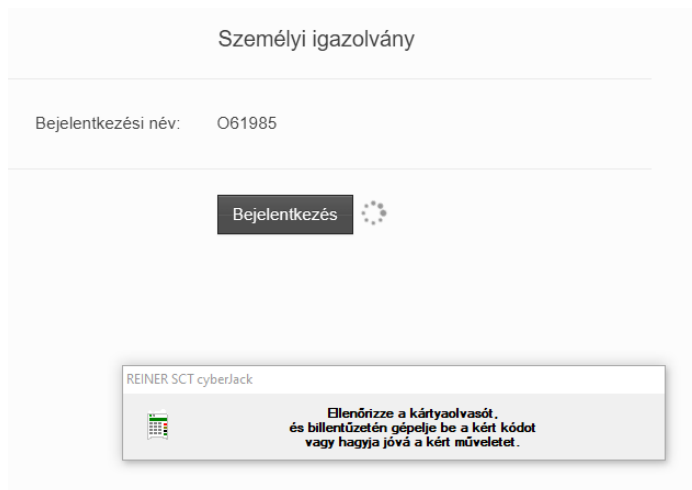 Személyi igazolvány
Bejelentkezési név: O61985
Bejelentkezés
REINER SCT cyberJack
Ellenőrizze a kártyaolvasót,
és billentűzetén gépelje be a kért kódot
vagy hagyja jóvá a kért műveletet.